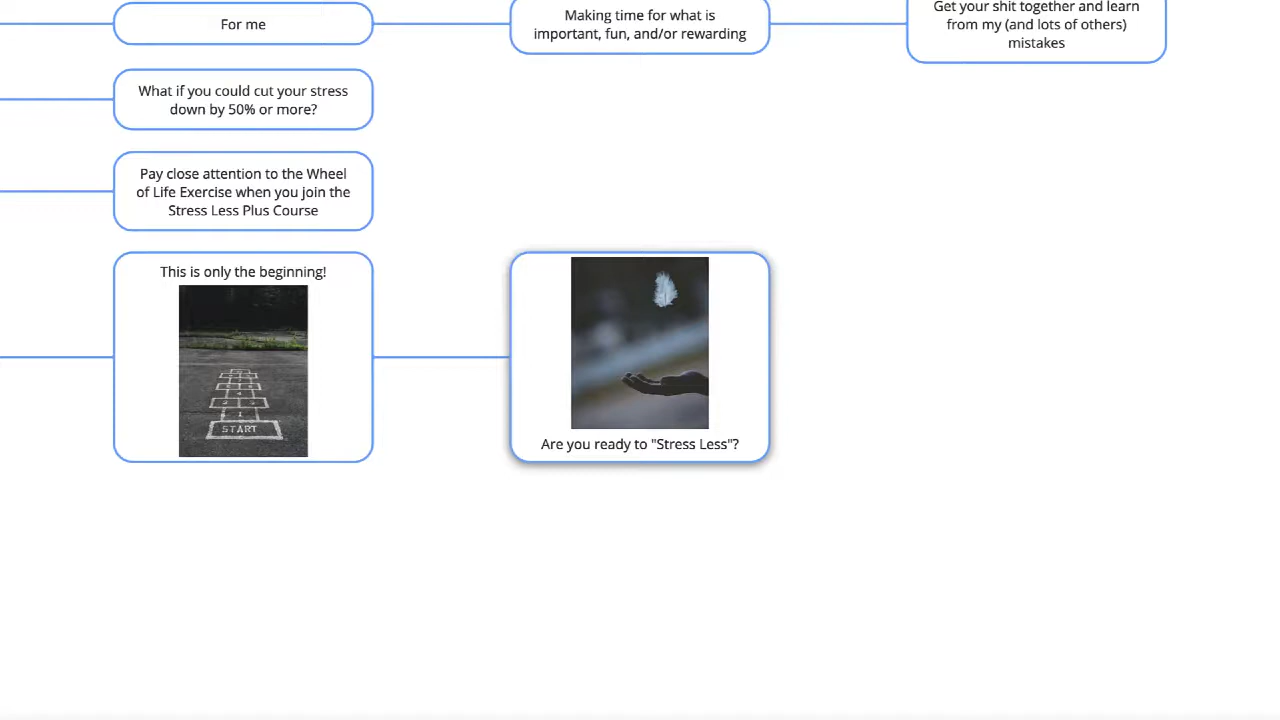 For me
Making time for what is
important, fun, and/or rewarding
Get your shit together and learn
from my (and lots of others)
mistakes
What if you could cut your stress
down by 50% or more?
Pay close attention to the Wheel
of Life Exercise when you join the
Stress Less Plus Course
This is only the beginning!
1
START
Are you ready to "Stress Less"?